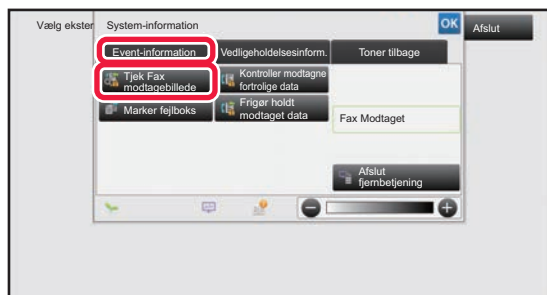 Vælg ekster
System-information
OK
Afslut
Event-information
Vedligeholdelsesinform.
Toner tilbage
Tjek Fax
modtagebillede
Kontroller modtagne
fortrolige data
Marker fejlboks
Frigør holdt
modtaget data
Fax Modtaget
Afslut
fjernbetjening